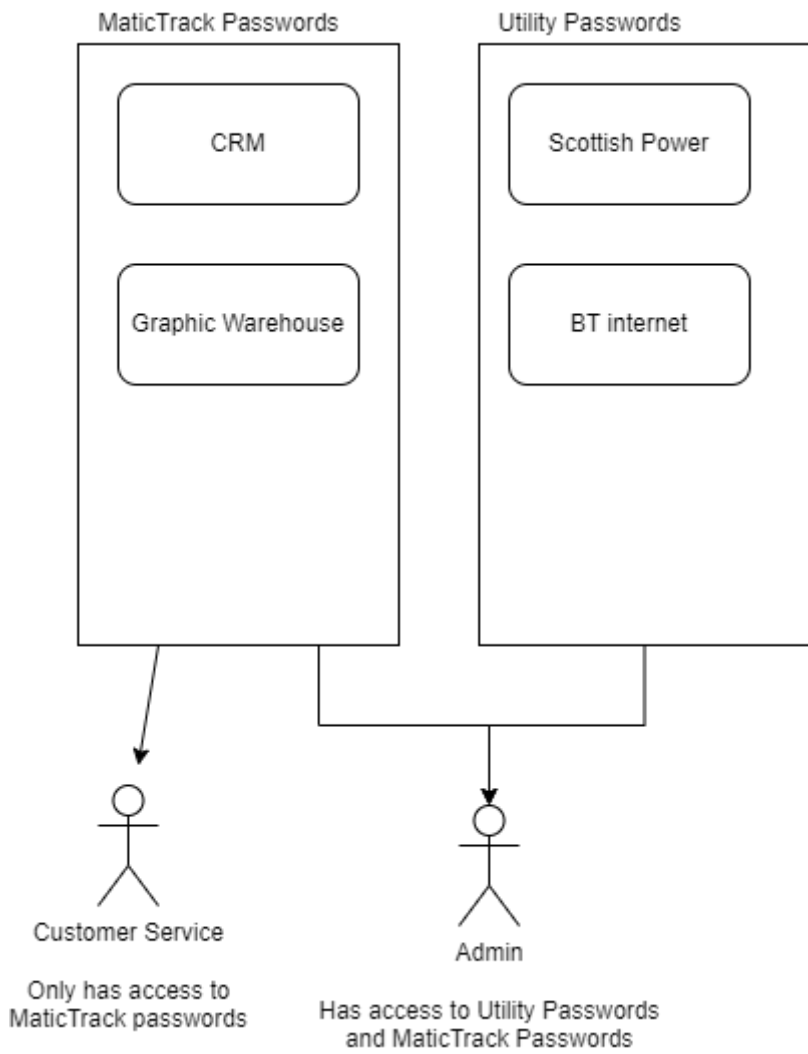 MaticTrack Passwords
Utility Passwords
CRM
Scottish Power
Graphic Warehouse
BT internet
Customer Service
Only has access to
MaticTrack passwords
Admin
Has access to Utility Passwords
and MaticTrack Passwords